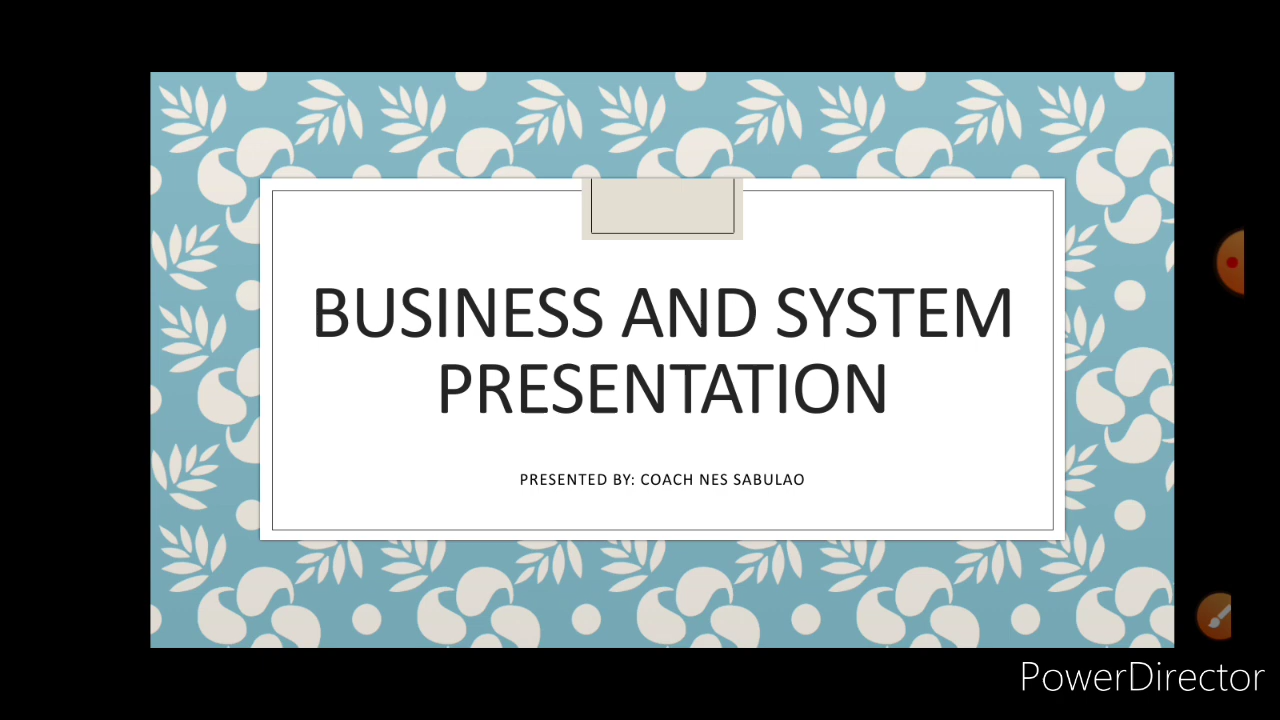 BUSINESS AND SYSTEM
PRESENTATION
PRESENTED BY: COACH NES SABULAO
PowerDirector